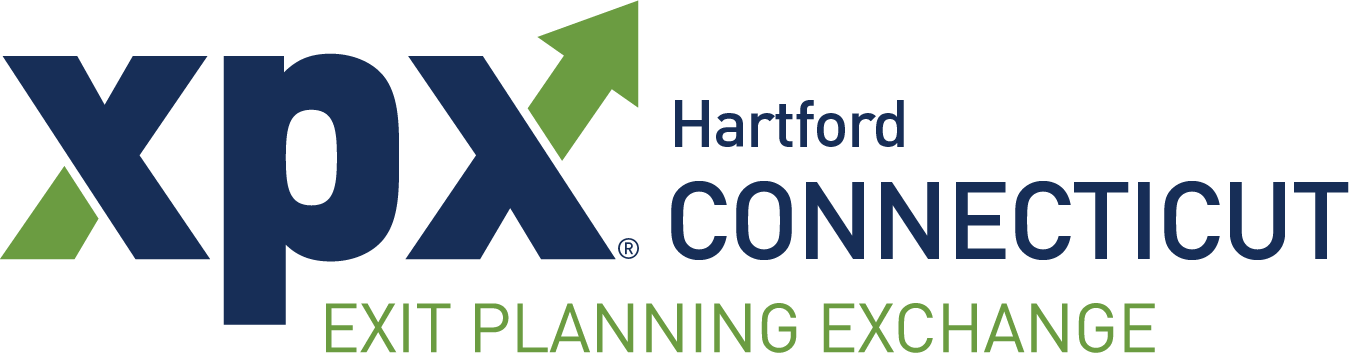 xpx®
Hartford
CONNECTICUT
EXIT PLANNING EXCHANGE